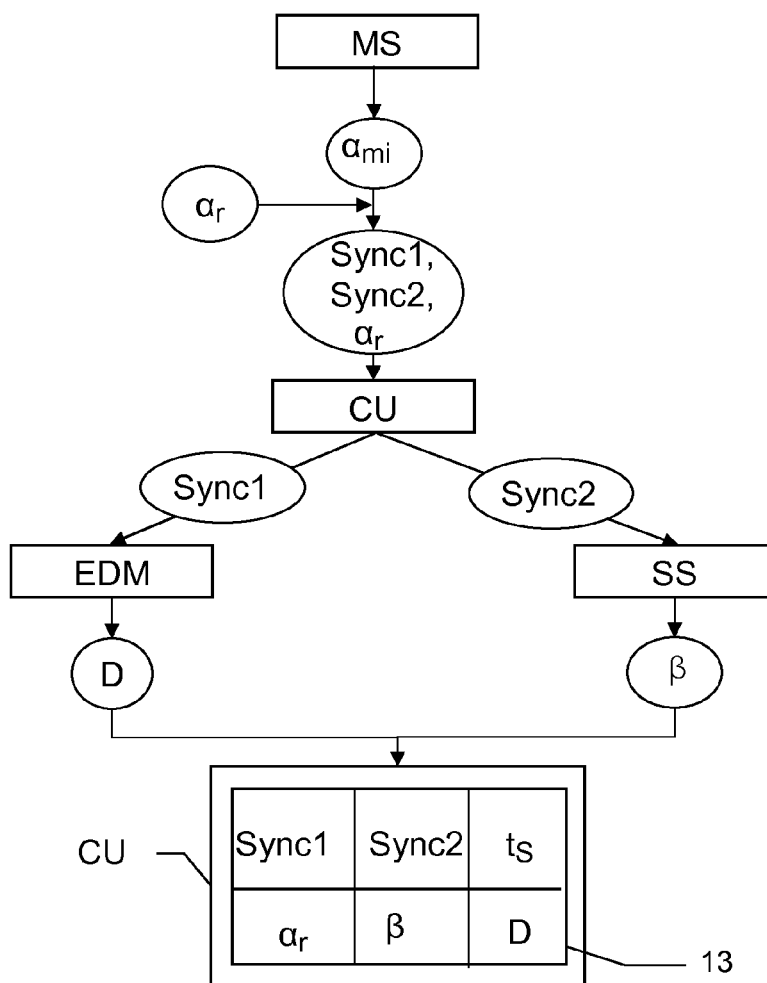 MS
αmi
αr
Sync1,
Sync2,
αr
CU
Sync1
Sync2
EDM
SS
D
β
CU
Sync1 Sync2 tS
αr β D
13